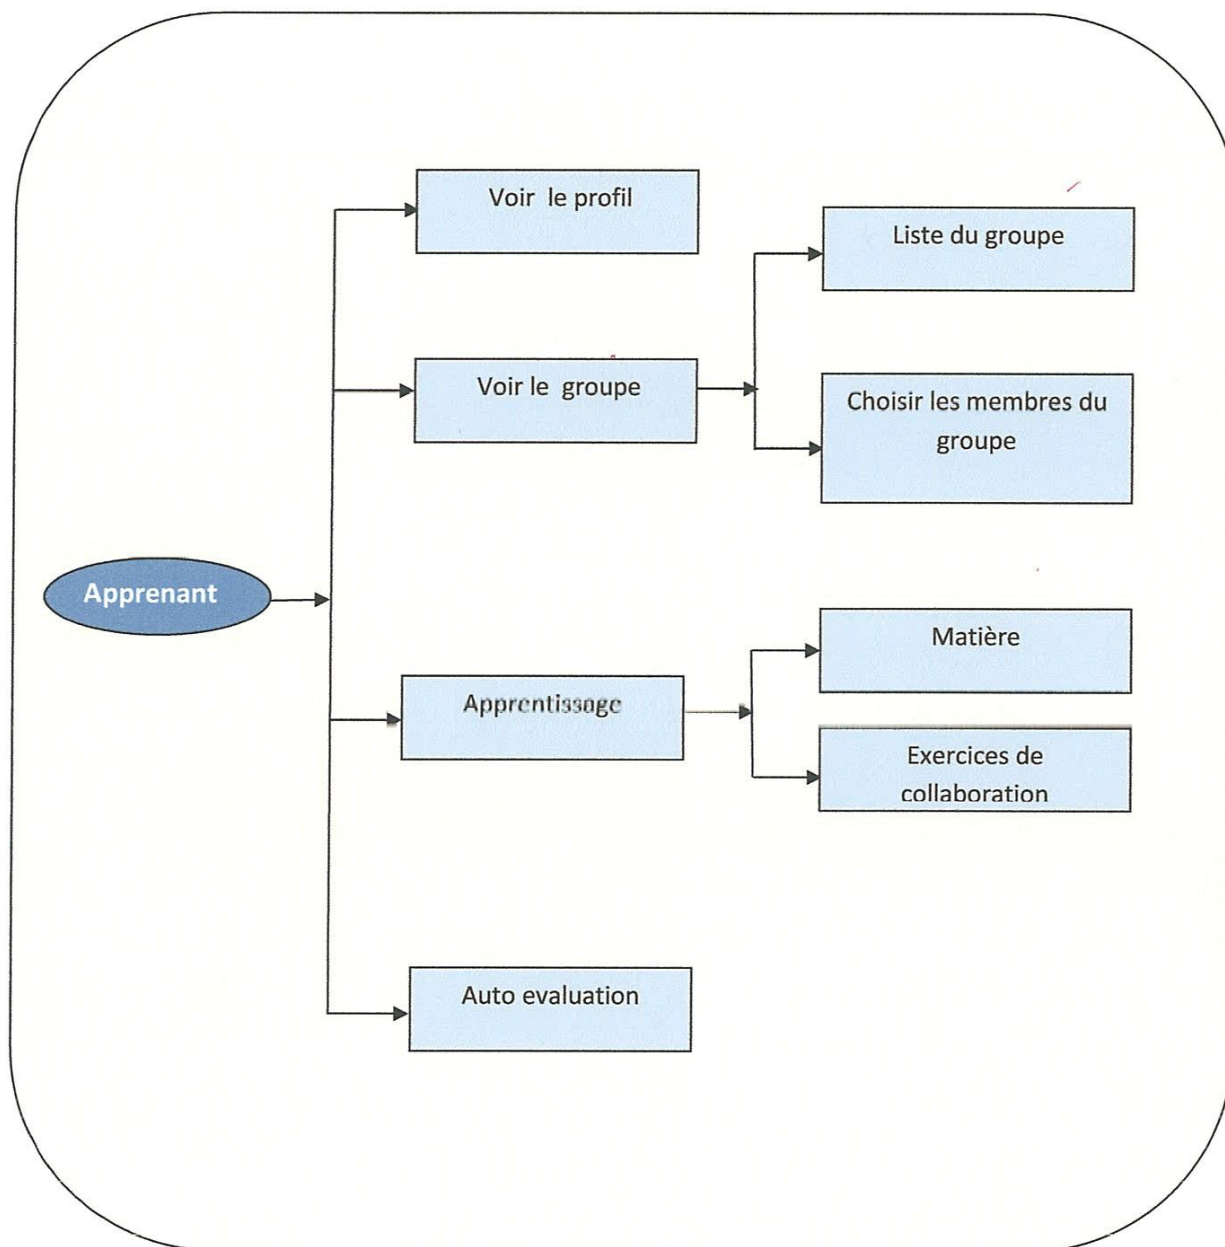 Voir le profil
Liste du groupe
Voir le groupe
Choisir les membres du
groupe
Apprenant
Matière
Apprentissage
Exercices de
collaboration
Auto evaluation